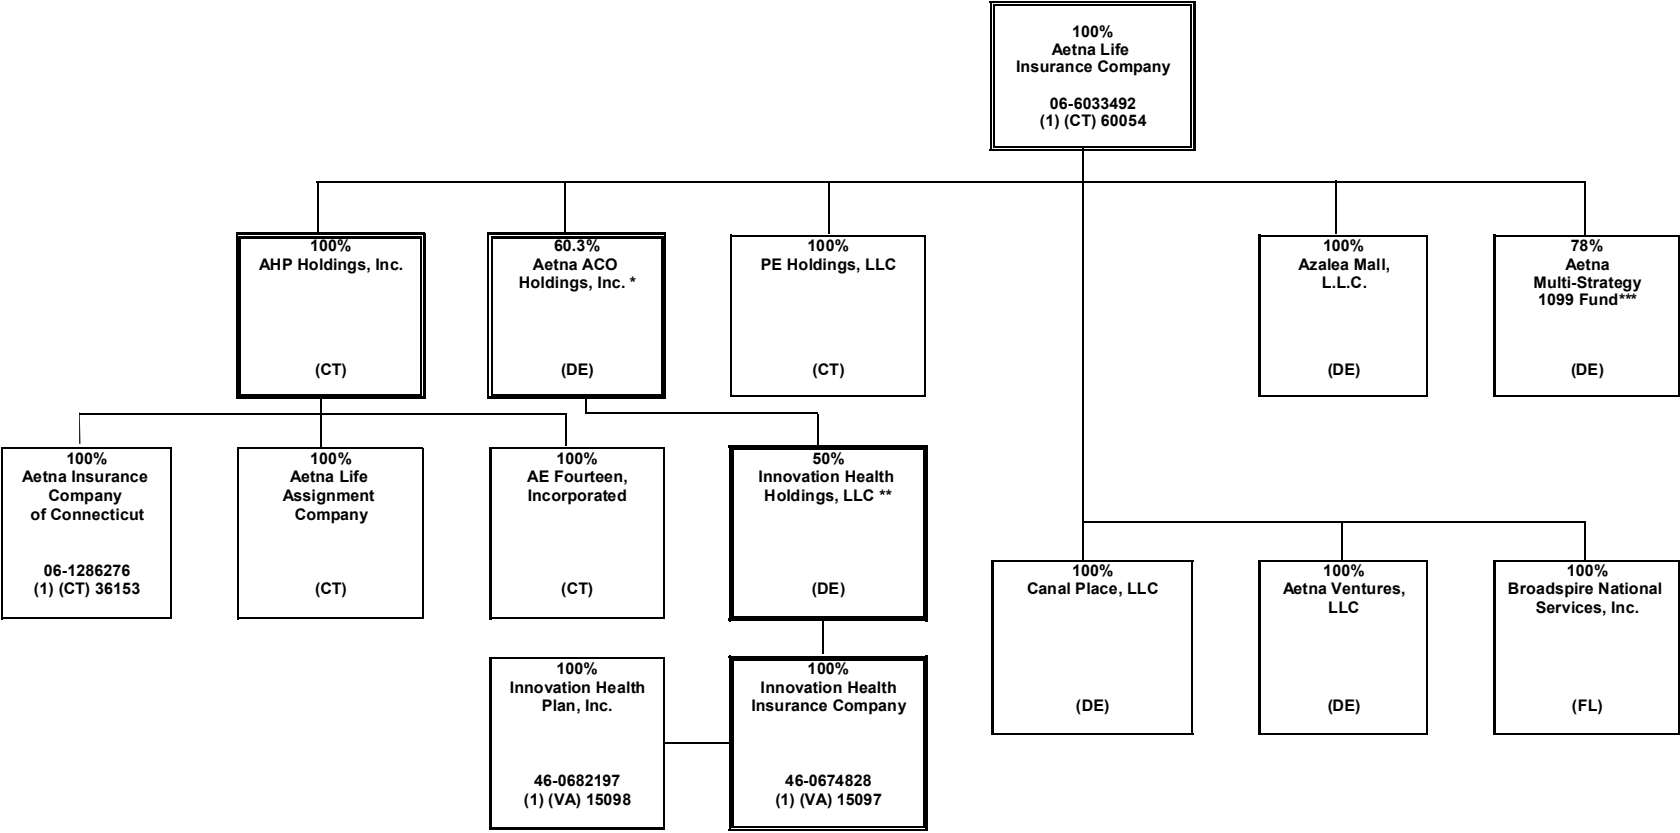 100%
Aetna Life
Insurance Company
06-6033492
(1) (CT) 60054
100%
AHP Holdings, Inc.
(CT)
60.3%
Aetna ACO
Holdings, Inc. *
(DE)
100%
PE Holdings, LLC
(CT)
100%
Azalea Mall,
L.L.C.
(DE)
78%
Aetna
Multi-Strategy
1099 Fund***
(DE)
100%
Aetna Insurance
Company
of Connecticut
06-1286276
(1) (CT) 36153
100%
Aetna Life
Assignment
Company
(CT)
100%
AE Fourteen,
Incorporated
(CT)
50%
Innovation Health
Holdings, LLC **
(DE)
100%
Canal Place, LLC
(DE)
100%
Aetna Ventures,
LLC
(DE)
100%
Broadspire National
Services, Inc.
(FL)
100%
Innovation Health
Plan, Inc.
46-0682197
(1) (VA) 15098
100%
Innovation Health
Insurance Company
46-0674828
(1) (VA) 15097